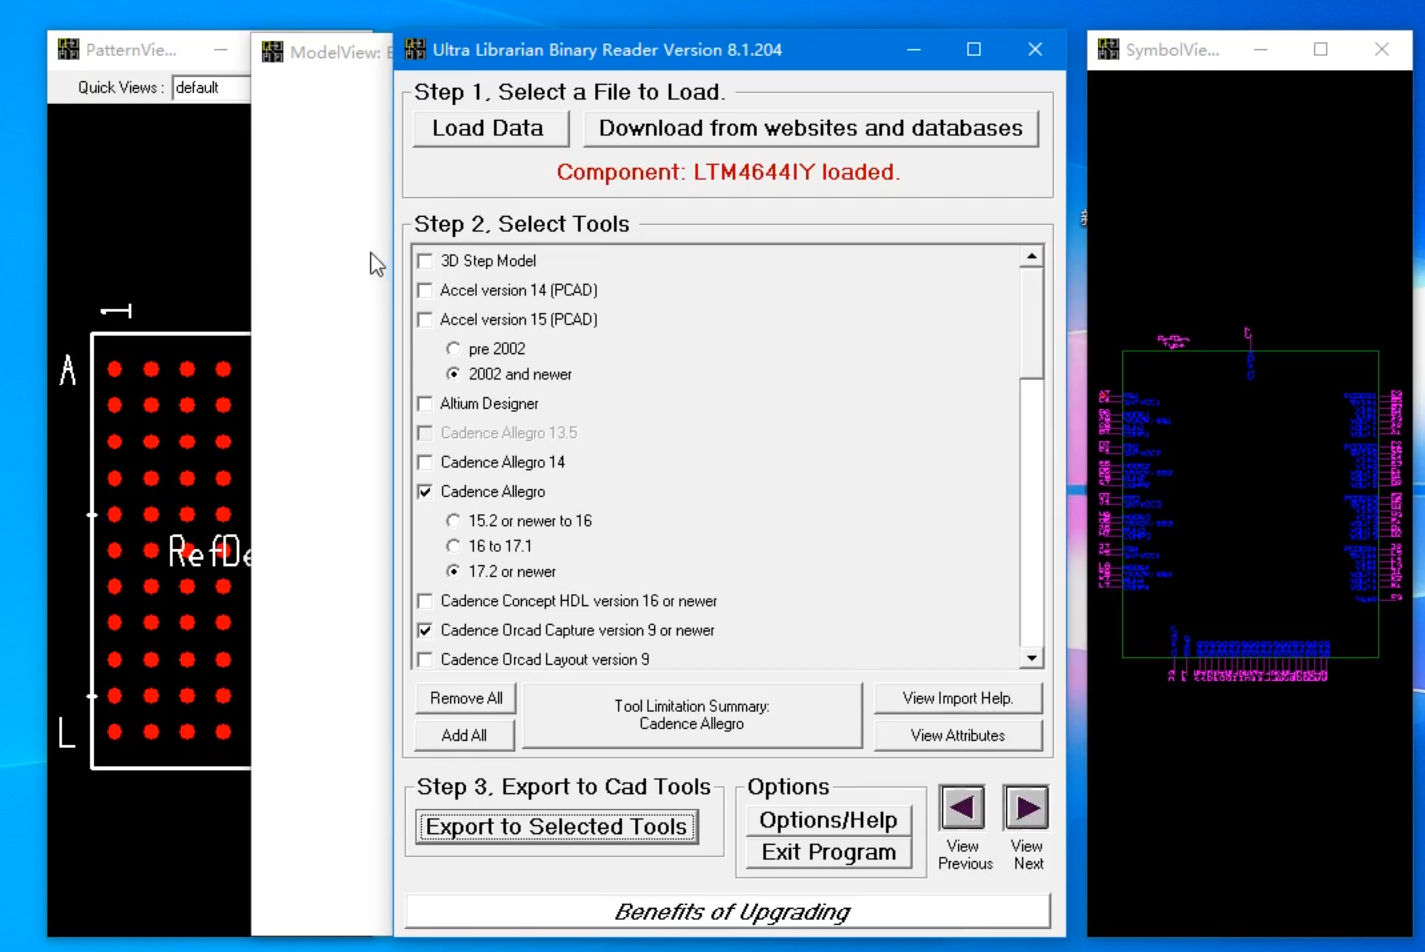 PatternVie...
Quick Views :
default
1
A
RefDe
L
ModelView:
Ultra Librarian Binary Reader Version 8.1.204
Step 1, Select a File to Load.
Load Data
Download from websites and databases
Component: LTM4644IY loaded.
Step 2, Select Tools
3D Step Model
Accel version 14 (PCAD)
Accel version 15 (PCAD)
pre 2002
2002 and newer
Altium Designer
Cadence Allegro 13.5
Cadence Allegro 14
Cadence Allegro
15.2 or newer to 16
16 to 17.1
17.2 or newer
Cadence Concept HDL version 16 or newer
Cadence Orcad Capture version 9 or newer
Cadence Orcad Layout version 9
Remove All
Add All
Tool Limitation Summary:
Cadence Allegro
View Import Help.
View Attributes
Step 3, Export to Cad Tools
Export to Selected Tools
Options
Options/Help
Exit Program
View
Previous
View
Next
Benefits of Upgrading
SymbolVie...